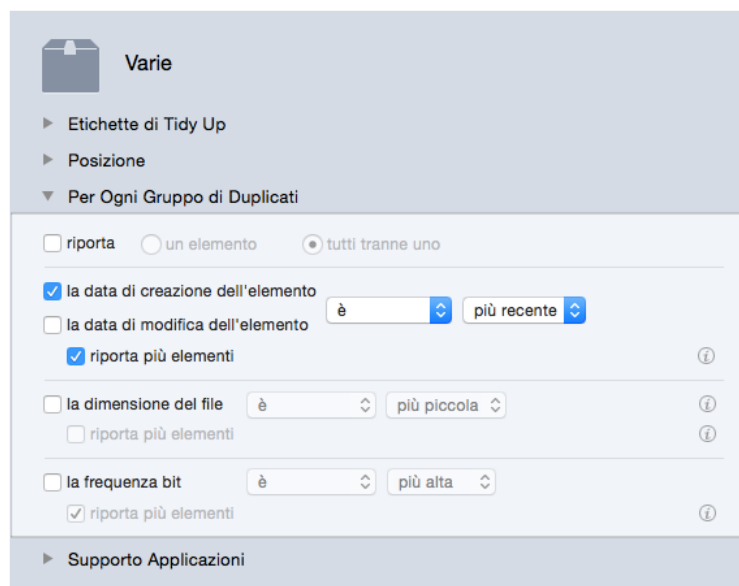 Varie
Etichette di Tidy Up
Posizione
Per Ogni Gruppo di Duplicati
riporta un elemento tutti tranne uno
la data di creazione dell'elemento
è più recente
la data di modifica dell'elemento
riporta più elementi
la dimensione del file è più piccola
riporta più elementi
la frequenza bit è più alta
riporta più elementi
Supporto Applicazioni